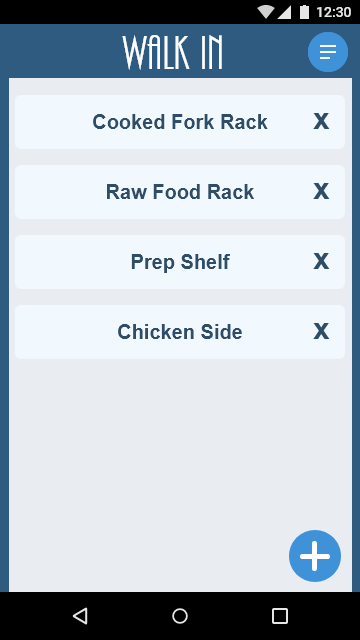 12:30
WALK IN
Cooked Fork Rack X
Raw Food Rack X
Prep Shelf X
Chicken Side X